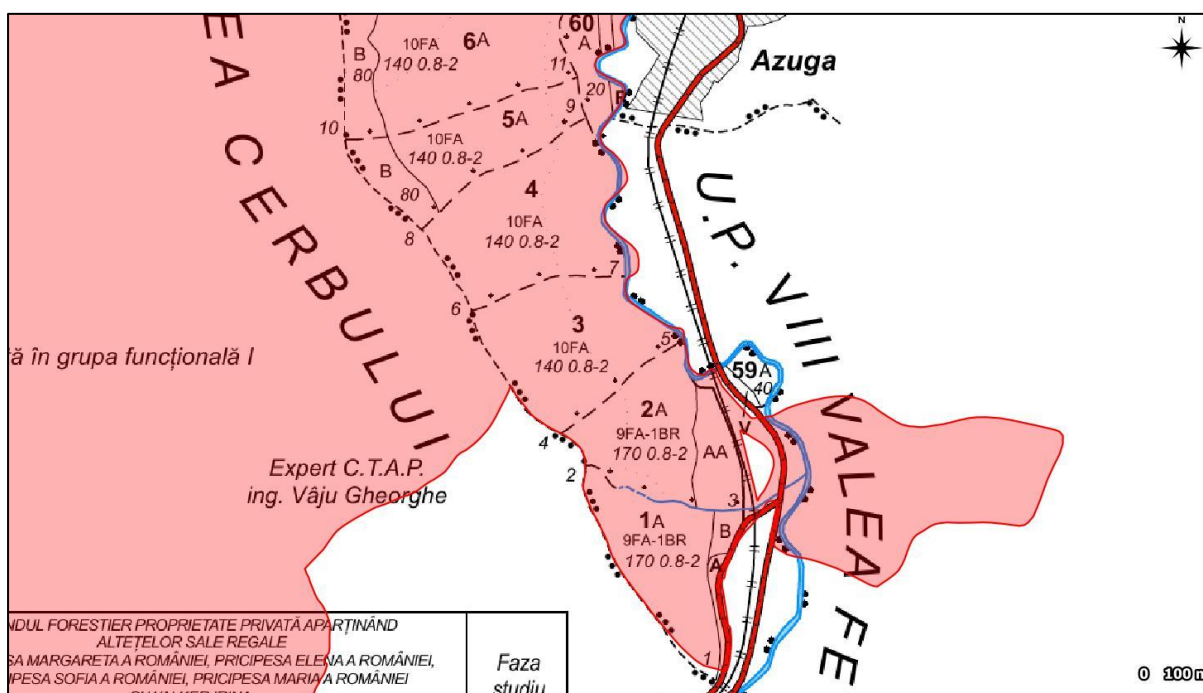 EA CERBULUI
60
A
6A
10FA
140 0.8-2
B
80
11
20
9
P
Azuga
N
10
5A
10FA
140 0.8-2
B
80
8
4
10FA
140 0.8-2
7
U.P. VIII VALEA FE
6
3
10FA
140 0.8-2
5
ă în grupa funcțională I
59A
40
V
2A
9FA-1BR
170 0.8-2
AA
4
2
3
Expert C.T.A.P.
ing. Vâju Gheorghe
1A
9FA-1BR
170 0.8-2
B
A
1
NDUL FORESTIER PROPRIETATE PRIVATĂ APARȚINÂND
ALTEȚELOR SALE REGALE
SA MARGARETA A ROMÂNIEI, PRICIPESA ELENA A ROMÂNIEI,
CIPESA SOFIA A ROMÂNIEI, PRICIPESA MARIA A ROMÂNIEI
Faza
studiu
0 100 m